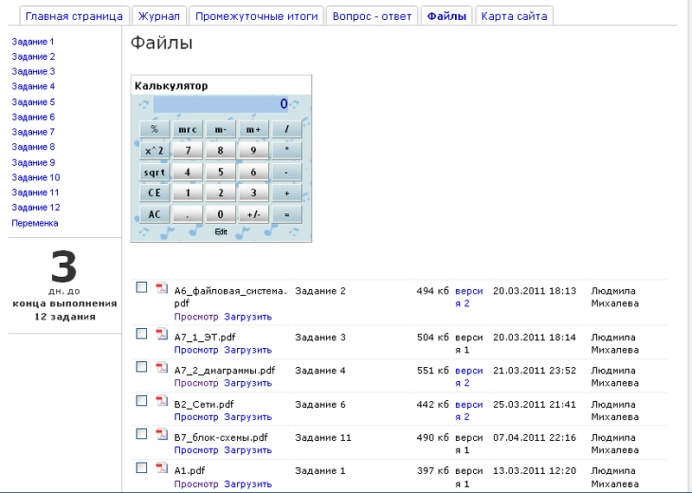 Главная страница Журнал Промежуточные итоги Вопрос - ответ Файлы Карта сайта
Задание 1
Задание 2
Задание 3
Задание 4
Задание 5
Задание 6
Задание 7
Задание 8
Задание 9
Задание 10
Задание 11
Задание 12
Переменка
3
дн. до
конца выполнения
12 задания
Файлы
Калькулятор
0
% mrc m- m+ /
x^2 7 8 9 *
sqrt 4 5 6 -
CE 1 2 3 +
AC . 0 +/- =
Edit
А6_файловая_система. Задание 2 494 кб верси 20.03.2011 18:13 Людмила
pdf я 2 Михалева
Просмотр Загрузить
А7_1_ЭТ.pdf Задание 3 504 кб верси 20.03.2011 18:14 Людмила
Просмотр Загрузить я 1 Михалева
А7_2_диаграммы.pdf Задание 4 551 кб верси 21.03.2011 23:52 Людмила
Просмотр Загрузить я 2 Михалева
В2_Сети.pdf Задание 6 442 кб верси 25.03.2011 21:41 Людмила
Просмотр Загрузить я 2 Михалева
В7_блок-схемы.pdf Задание 11 490 кб верси 07.04.2011 22:16 Людмила
Просмотр Загрузить я 1 Михалева
А1.pdf Задание 1 397 кб верси 13.03.2011 12:20 Людмила
Просмотр Загрузить я 1 Михалева